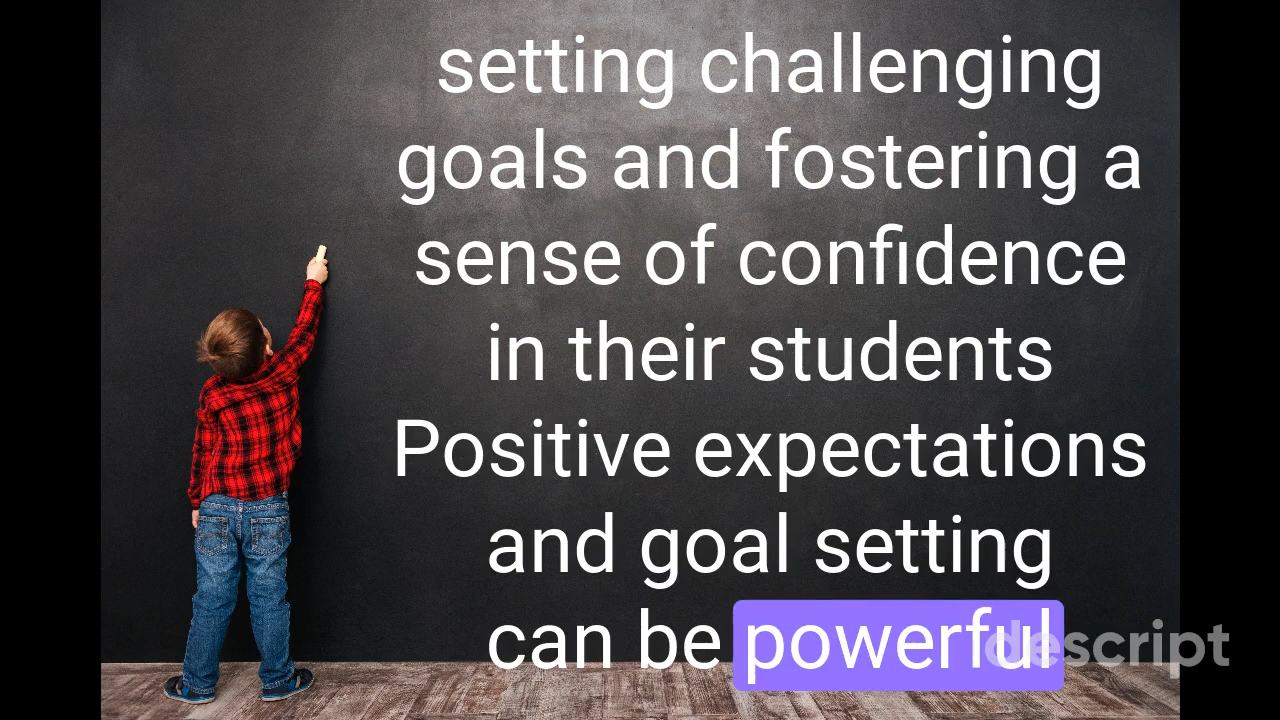 setting challenging
goals and fostering a
sense of confidence
in their students
Positive expectations
and goal setting
can be powerful
descript